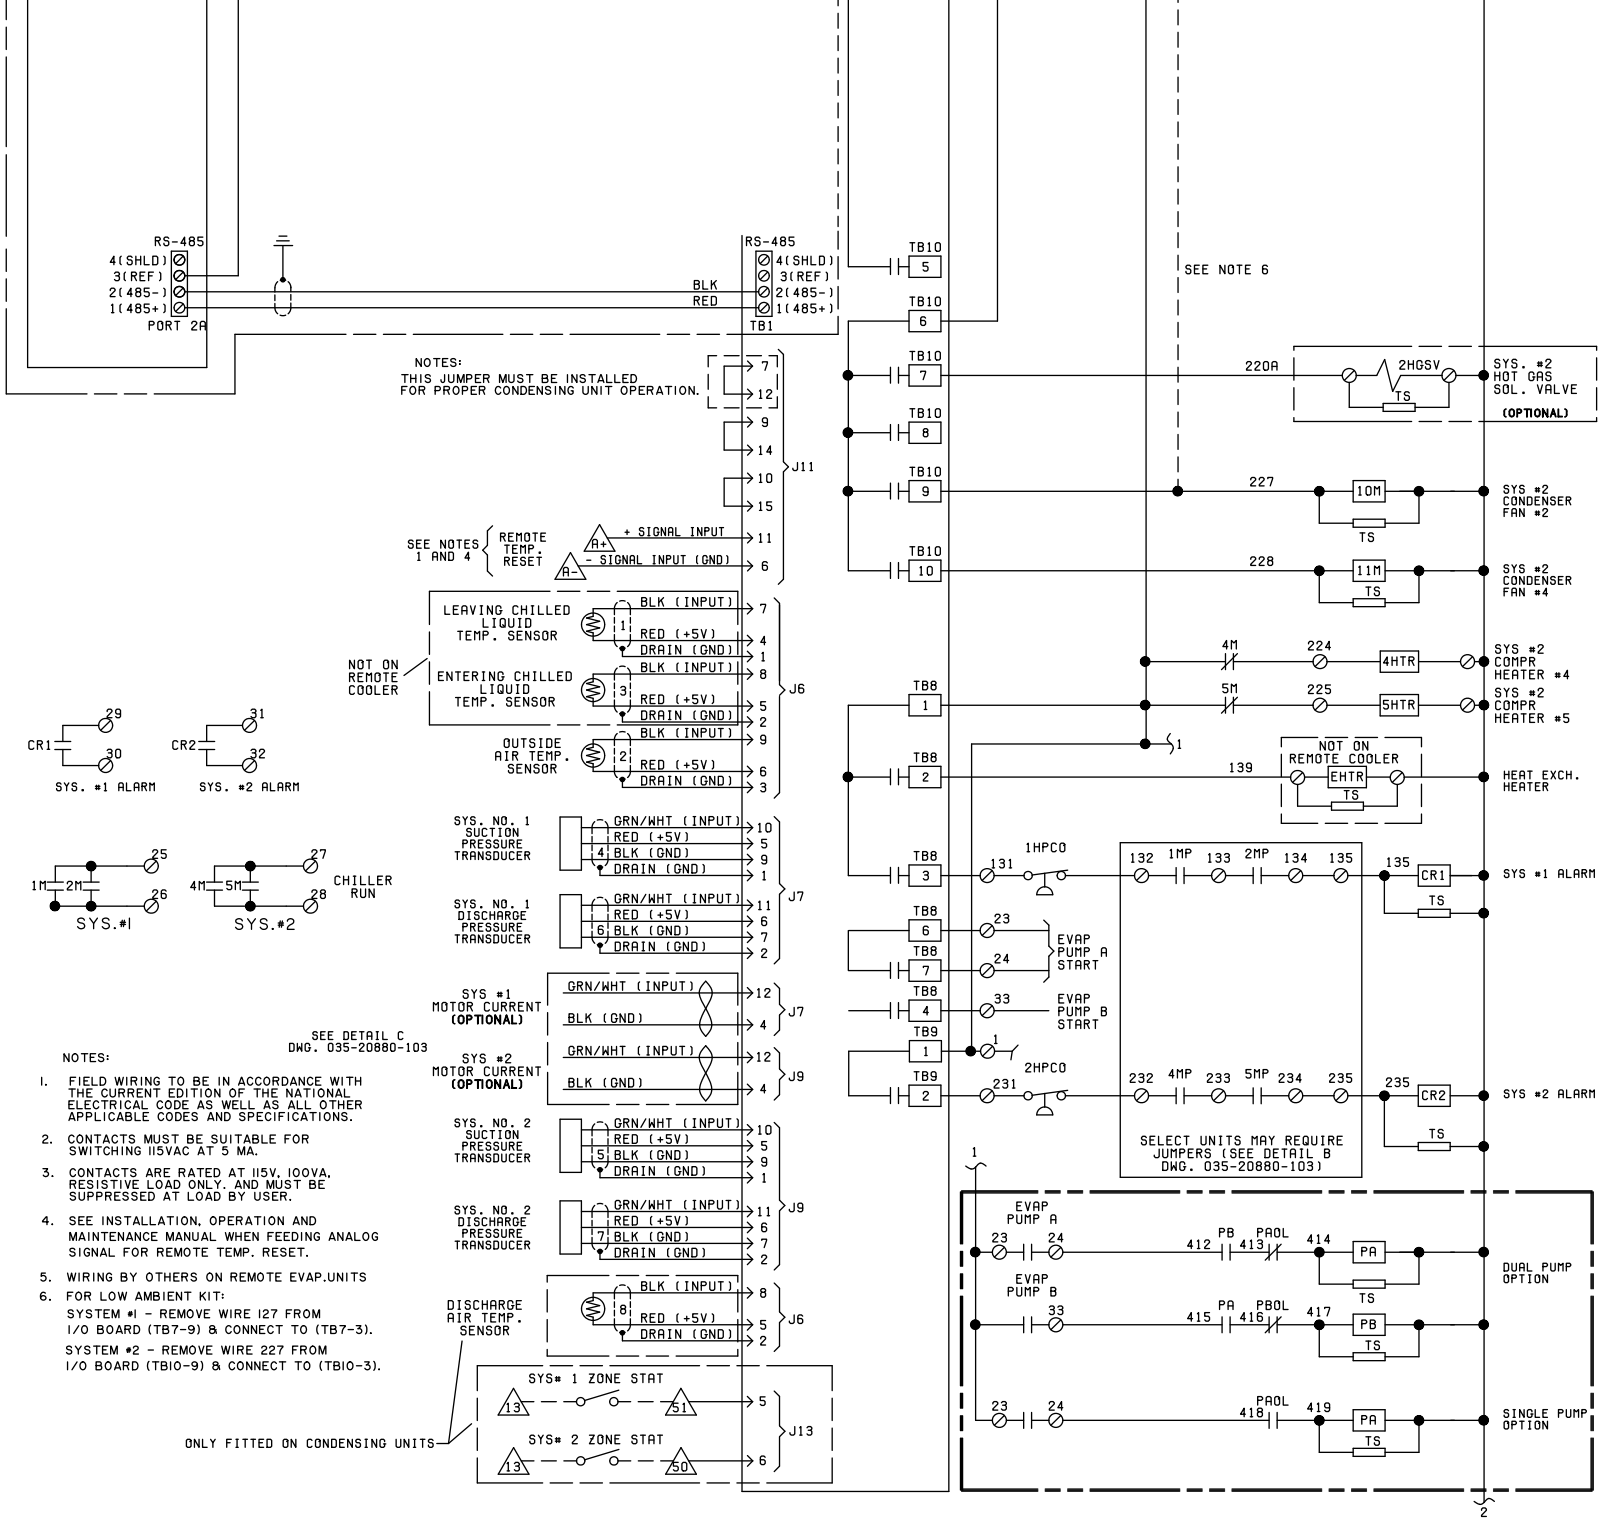 RS-485
4(SHLD)
3(REF)
2(485-)
1(485+)
PORT 2A
BLK
RED
RS-485
4(SHLD)
3(REF)
2(485-)
1(485+)
TB1
NOTES:
THIS JUMPER MUST BE INSTALLED
FOR PROPER CONDENSING UNIT OPERATION.
7
12
9
14
10
15
J11
SEE NOTES
1 AND 4
REMOTE
TEMP.
RESET
A+
+ SIGNAL INPUT
11
A-
- SIGNAL INPUT (GND)
6
LEAVING CHILLED
LIQUID
TEMP. SENSOR
1
BLK (INPUT)
7
RED (+5V)
4
DRAIN (GND)
1
NOT ON
REMOTE
COOLER
ENTERING CHILLED
LIQUID
TEMP. SENSOR
3
BLK (INPUT)
8
RED (+5V)
5
DRAIN (GND)
2
J6
OUTSIDE
AIR TEMP.
SENSOR
2
BLK (INPUT)
9
RED (+5V)
6
DRAIN (GND)
3
29
CR1
30
SYS. #1 ALARM
31
CR2
32
SYS. #2 ALARM
25
1M
2M
26
SYS.#1
27
4M
5M
28
SYS.#2
CHILLER
RUN
SYS. NO. 1
SUCTION
PRESSURE
TRANSDUCER
4
GRN/WHT (INPUT)
10
RED (+5V)
5
BLK (GND)
9
DRAIN (GND)
1
J7
SYS. NO. 1
DISCHARGE
PRESSURE
TRANSDUCER
6
GRN/WHT (INPUT)
11
RED (+5V)
6
BLK (GND)
7
DRAIN (GND)
2
SYS #1
MOTOR CURRENT
(OPTIONAL)
GRN/WHT (INPUT)
12
BLK (GND)
4
J7
SEE DETAIL C
DWG. 035-20880-103
SYS #2
MOTOR CURRENT
(OPTIONAL)
GRN/WHT (INPUT)
12
BLK (GND)
4
J9
SYS. NO. 2
SUCTION
PRESSURE
TRANSDUCER
5
GRN/WHT (INPUT)
10
RED (+5V)
5
BLK (GND)
9
DRAIN (GND)
1
J9
SYS. NO. 2
DISCHARGE
PRESSURE
TRANSDUCER
7
GRN/WHT (INPUT)
11
RED (+5V)
6
BLK (GND)
7
DRAIN (GND)
2
DISCHARGE
AIR TEMP.
SENSOR
8
BLK (INPUT)
8
RED (+5V)
5
DRAIN (GND)
2
J6
SYS# 1 ZONE STAT
13
51
5
SYS# 2 ZONE STAT
13
50
6
J13
ONLY FITTED ON CONDENSING UNITS
NOTES:
1. FIELD WIRING TO BE IN ACCORDANCE WITH
THE CURRENT EDITION OF THE NATIONAL
ELECTRICAL CODE AS WELL AS ALL OTHER
APPLICABLE CODES AND SPECIFICATIONS.
2. CONTACTS MUST BE SUITABLE FOR
SWITCHING 115VAC AT 5 MA.
3. CONTACTS ARE RATED AT 115V, 100VA,
RESISTIVE LOAD ONLY. AND MUST BE
SUPPRESSED AT LOAD BY USER.
4. SEE INSTALLATION, OPERATION AND
MAINTENANCE MANUAL WHEN FEEDING ANALOG
SIGNAL FOR REMOTE TEMP. RESET.
5. WIRING BY OTHERS ON REMOTE EVAP.UNITS
6. FOR LOW AMBIENT KIT:
SYSTEM #1 - REMOVE WIRE 127 FROM
I/O BOARD (TB7-9) & CONNECT TO (TB7-3).
SYSTEM #2 - REMOVE WIRE 227 FROM
I/O BOARD (TB10-9) & CONNECT TO (TB10-3).
TB10
5
SEE NOTE 6
TB10
6
TB10
7
220A
2HGSV
TS
SYS. #2
HOT GAS
SOL. VALVE
(OPTIONAL)
TB10
8
TB10
9
227
10M
TS
SYS #2
CONDENSER
FAN #2
TB10
10
228
11M
TS
SYS #2
CONDENSER
FAN #4
4M
224
4HTR
SYS #2
COMPR
HEATER #4
TB8
1
5M
225
5HTR
SYS #2
COMPR
HEATER #5
1
TB8
2
139
NOT ON
REMOTE COOLER
EHTR
TS
HEAT EXCH.
HEATER
TB8
3
131
1HPCO
132
1MP
133
2MP
134
135
135
CR1
TS
SYS #1 ALARM
TB8
6
23
TB8
7
24
EVAP
PUMP A
START
TB8
4
33
EVAP
PUMP B
START
TB9
1
1
TB9
2
231
2HPCO
232
4MP
233
5MP
234
235
235
CR2
TS
SYS #2 ALARM
SELECT UNITS MAY REQUIRE
JUMPERS (SEE DETAIL B
DWG. 035-20880-103)
1
EVAP
PUMP A
23
24
412
PB
413
PAOL
414
PA
TS
EVAP
PUMP B
33
415
PA
416
PBOL
417
PB
TS
DUAL PUMP
OPTION
23
24
418
PAOL
419
PA
TS
SINGLE PUMP
OPTION
2